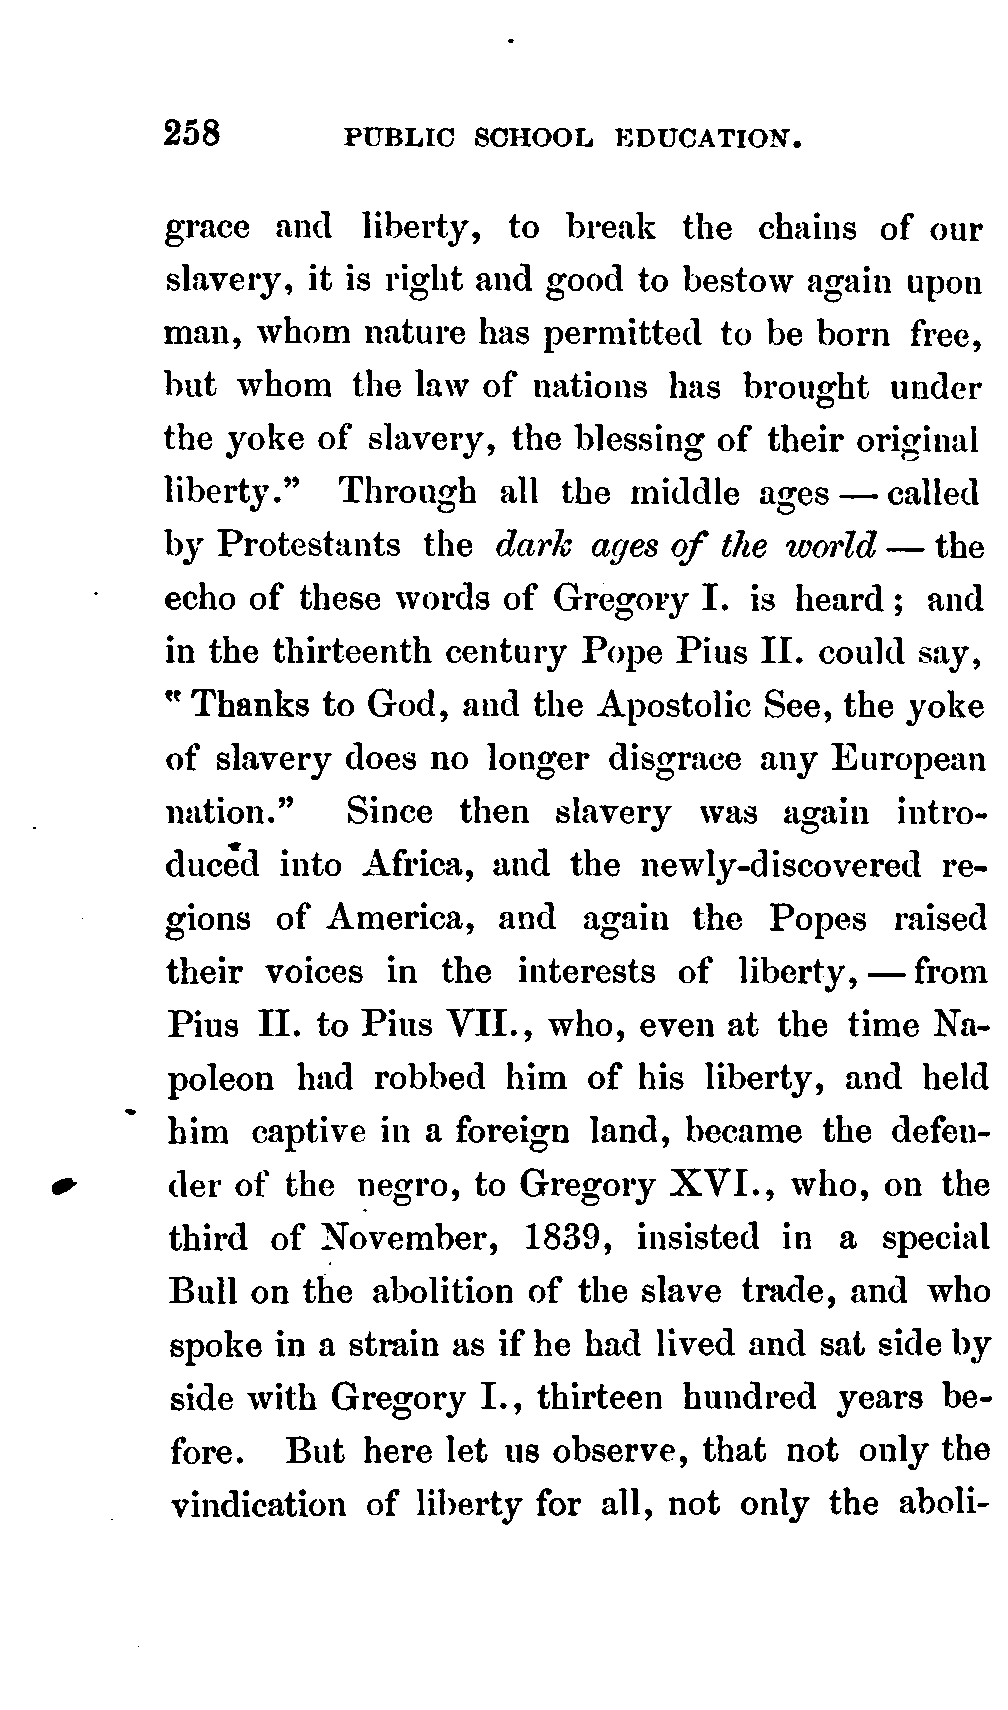 258 PUBLIC SCHOOL EDUCATION.
grace and liberty, to break the chains of our
slavery, it is right and good to bestow again upon
man, whom nature has permitted to be born free,
but whom the law of nations has brought under
the yoke of slavery, the blessing of their original
liberty.” Through all the middle ages — called
by Protestants the dark ages of the world — the
echo of these words of Gregory I. is heard ; and
in the thirteenth century Pope Pius II. could say,
“ Thanks to God, and the Apostolic See, the yoke
of slavery does no longer disgrace any European
nation.” Since then slavery was again intro-
duced into Africa, and the newly-discovered re-
gions of America, and again the Popes raised
their voices in the interests of liberty, — from
Pius II. to Pius VII., who, even at the time Na-
poleon had robbed him of his liberty, and held
him captive in a foreign land, became the defen-
der of the negro, to Gregory XVI., who, on the
third of November, 1839, insisted in a special
Bull on the abolition of the slave trade, and who
spoke in a strain as if he had lived and sat side by
side with Gregory I., thirteen hundred years be-
fore. But here let us observe, that not only the
vindication of liberty for all, not only the aboli-